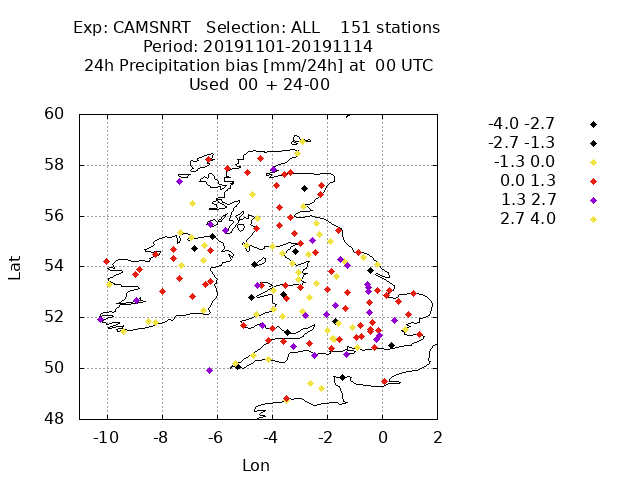 Exp: CAMSNRT   Selection: ALL    151 stations
Period: 20191101-20191114
24h Precipitation bias [mm/24h] at  00 UTC
Used  00 + 24-00
-4.0 -2.7
-2.7 -1.3
-1.3 0.0
0.0 1.3
1.3 2.7
2.7 4.0
60
58
56
54
52
50
48
Lat
-10 -8 -6 -4 -2 0 2
Lon